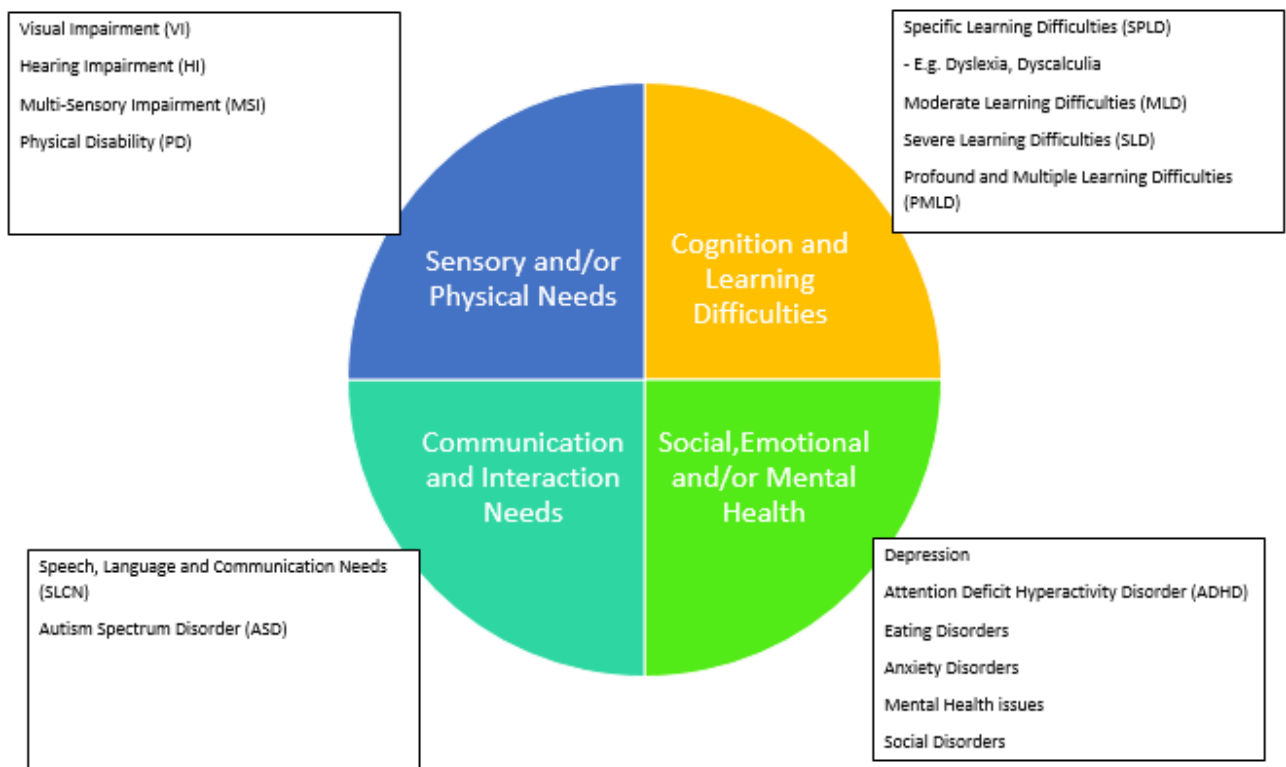 Visual Impairment (VI)
Hearing Impairment (HI)
Multi-Sensory Impairment (MSI)
Physical Disability (PD)
Specific Learning Difficulties (SPLD)
- E.g. Dyslexia, Dyscalculia
Moderate Learning Difficulties (MLD)
Severe Learning Difficulties (SLD)
Profound and Multiple Learning Difficulties
(PMLD)
Sensory and/or
Physical Needs
Cognition and
Learning
Difficulties
Communication
and Interaction
Needs
Social,Emotional
and/or Mental
Health
Speech, Language and Communication Needs
(SLCN)
Autism Spectrum Disorder (ASD)
Depression
Attention Deficit Hyperactivity Disorder (ADHD)
Eating Disorders
Anxiety Disorders
Mental Health issues
Social Disorders